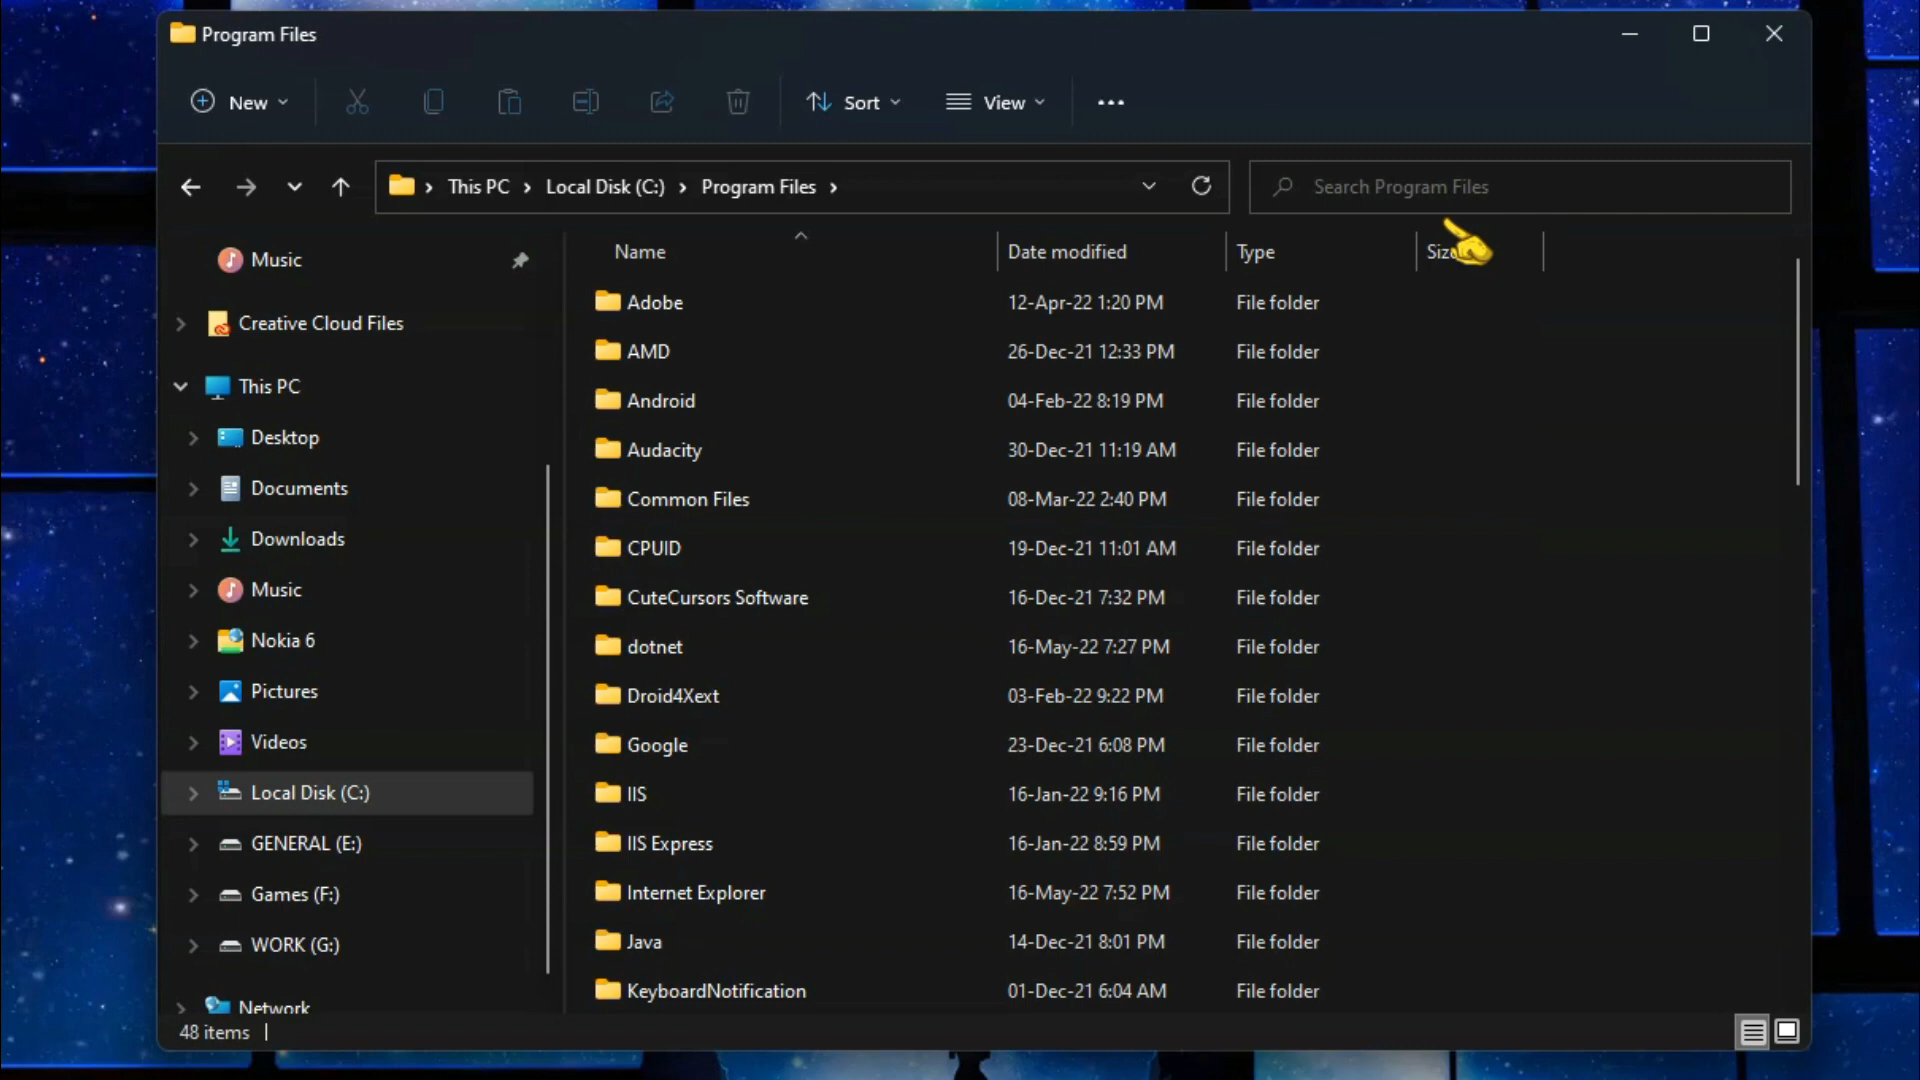 Program Files
New
Sort
View
This PC
Local Disk (C:)
Program Files
Search Program Files
Music
Creative Cloud Files
This PC
Desktop
Documents
Downloads
Music
Nokia 6
Pictures
Videos
Local Disk (C:)
GENERAL (E:)
Games (F:)
WORK (G:)
Network
Name Date modified Type Size
Adobe 12-Apr-22 1:20 PM File folder
AMD 26-Dec-21 12:33 PM File folder
Android 04-Feb-22 8:19 PM File folder
Audacity 30-Dec-21 11:19 AM File folder
Common Files 08-Mar-22 2:40 PM File folder
CPUID 19-Dec-21 11:01 AM File folder
CuteCursors Software 16-Dec-21 7:32 PM File folder
dotnet 16-May-22 7:27 PM File folder
Droid4Xext 03-Feb-22 9:22 PM File folder
Google 23-Dec-21 6:08 PM File folder
IIS 16-Jan-22 9:16 PM File folder
IIS Express 16-Jan-22 8:59 PM File folder
Internet Explorer 16-May-22 7:52 PM File folder
Java 14-Dec-21 8:01 PM File folder
KeyboardNotification 01-Dec-21 6:04 AM File folder
48 items